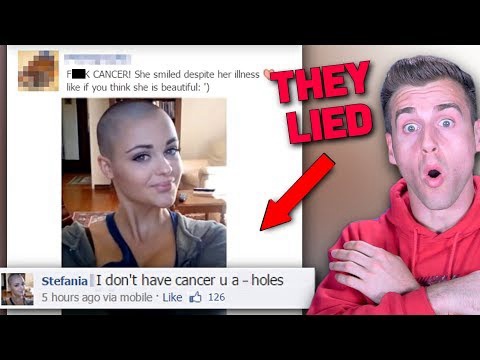 F██K CANCER! She smiled despite her illness
like if you think she is beautiful: ')
THEY
LIED
Stefania I don't have cancer u a - holes
5 hours ago via mobile · Like 126